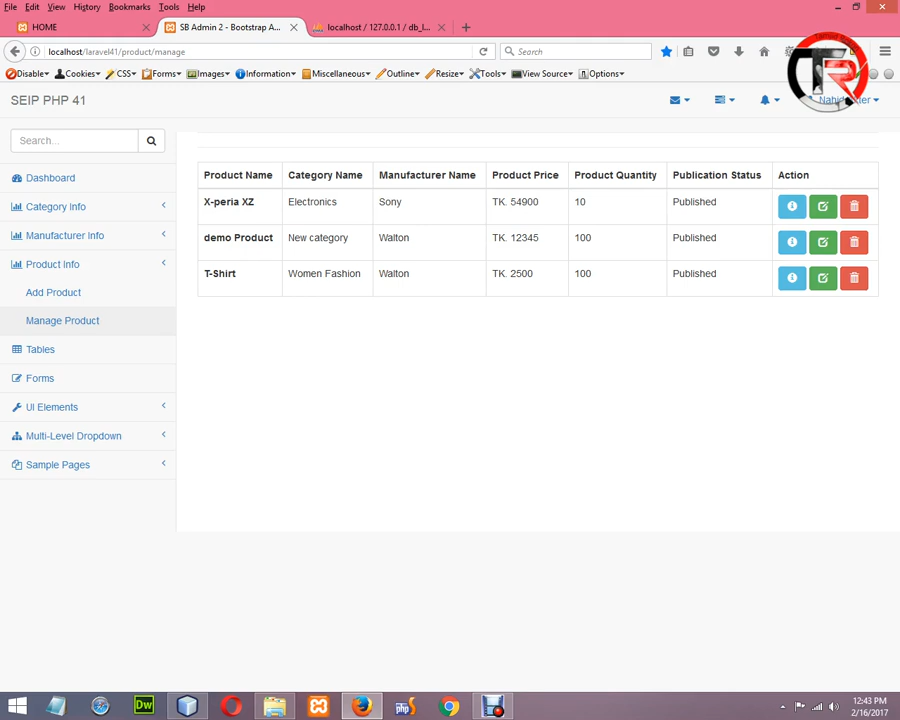 File Edit View History Bookmarks Tools Help
HOME SB Admin 2 - Bootstrap A... localhost / 127.0.0.1 / db_l...
localhost/laravel41/product/manage Search
Disable Cookies CSS Forms Images Information Miscellaneous Outline Resize Tools View Source Options
SEIP PHP 41
Search...
Dashboard
Category Info
Manufacturer Info
Product Info
Add Product
Manage Product
Tables
Forms
UI Elements
Multi-Level Dropdown
Sample Pages
Product Name Category Name Manufacturer Name Product Price Product Quantity Publication Status Action
X-peria XZ Electronics Sony TK. 54900 10 Published
demo Product New category Walton TK. 12345 100 Published
T-Shirt Women Fashion Walton TK. 2500 100 Published
Dw
php
12:43 PM
2/16/2017